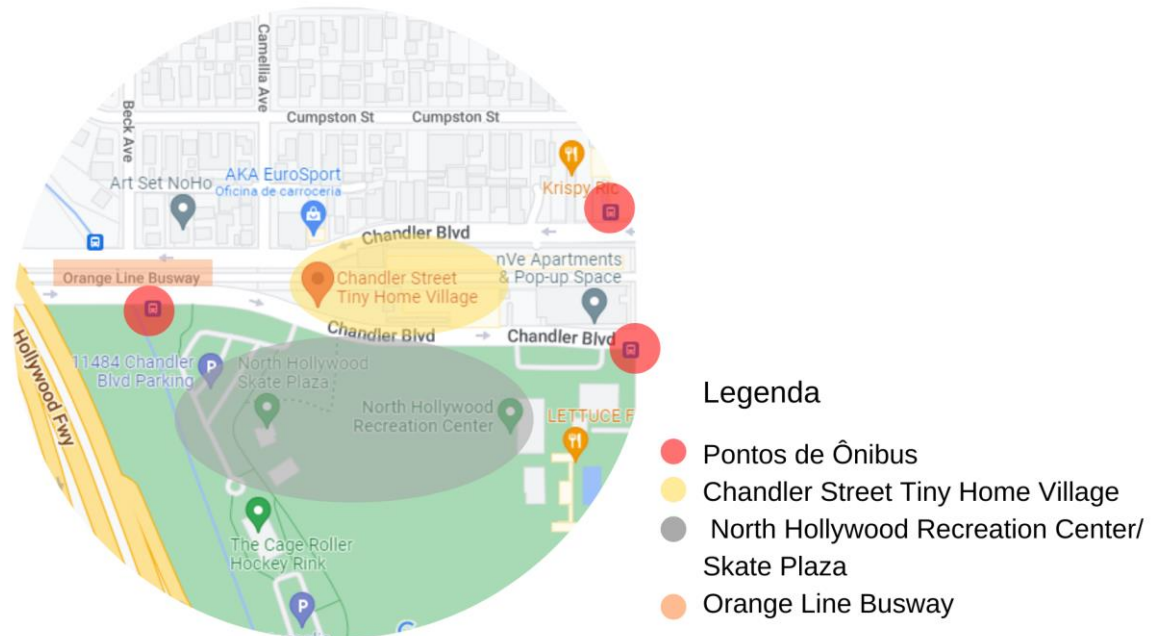 Camellia Ave
Beck Ave
Cumpston St
Cumpston St
AKA EuroSport
Oficina de carroceria
Art Set NoHo
Krispy Ric
Chandler Blvd
nVe Apartments
& Pop-up Space
Orange Line Busway
Chandler Street
Tiny Home Village
Chandler Blvd
Chandler Blvd
Hollywood Fwy
11484 Chandler
Blvd Parking
P
North Hollywood
Skate Plaza
North Hollywood
Recreation Center
LETTUCE F
The Cage Roller
Hockey Rink
P
Legenda
Pontos de Ônibus
Chandler Street Tiny Home Village
North Hollywood Recreation Center/
Skate Plaza
Orange Line Busway